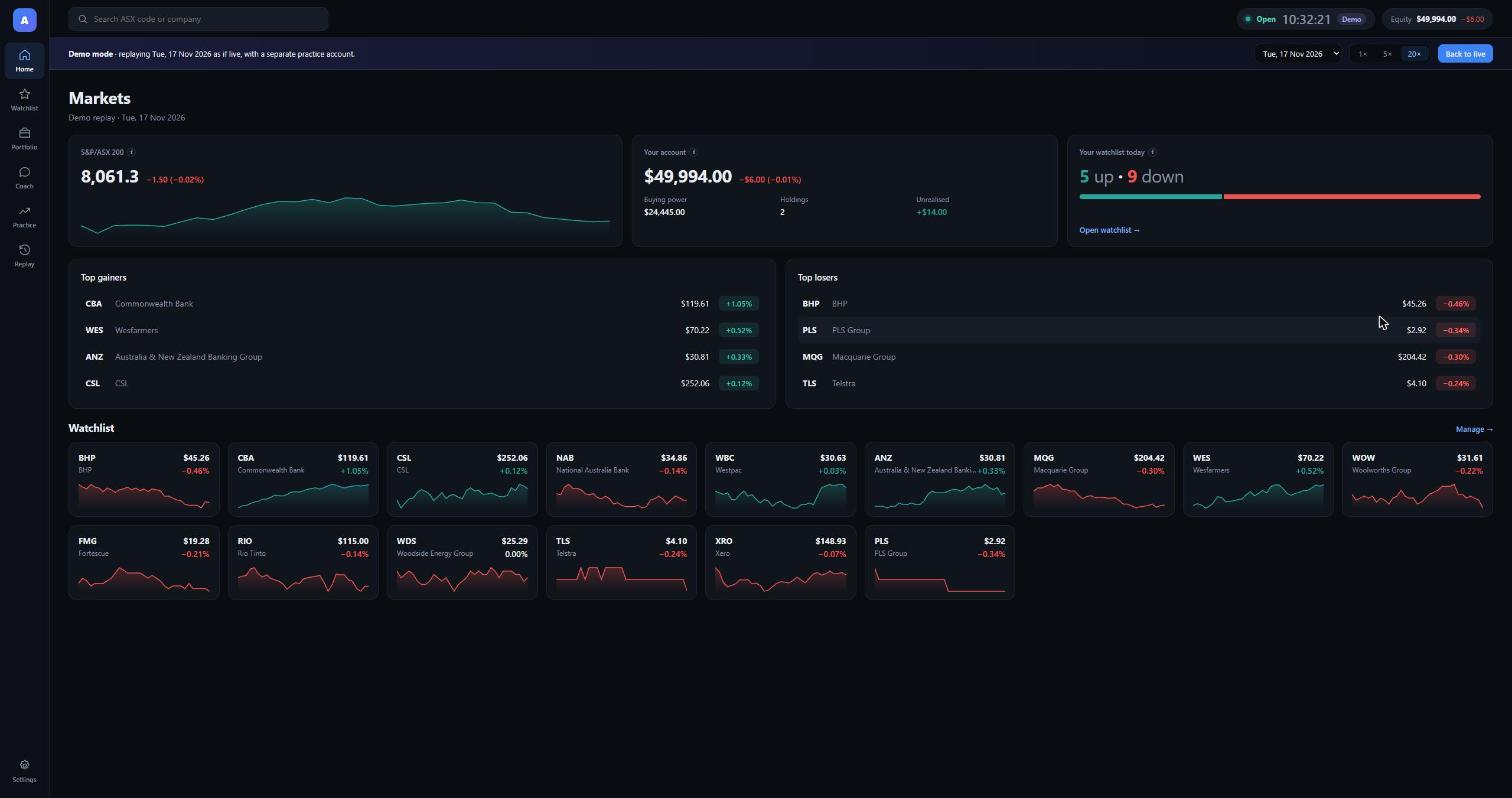 A
Search ASX code or company
Open 10:32:21 Demo
Equity $49,994.00 −$6.00
Home
Watchlist
Portfolio
Coach
Practice
Replay
Settings
Demo mode · replaying Tue, 17 Nov 2026 as if live, with a separate practice account.
Tue, 17 Nov 2026 1× 5× 20× Back to live
Markets
Demo replay · Tue, 17 Nov 2026
S&P/ASX 200 i
8,061.3 −1.50 (−0.02%)
Your account i
$49,994.00 −$6.00 (−0.01%)
Buying power Holdings Unrealised
$24,445.00 2 +$14.00
Your watchlist today i
5 up · 9 down
Open watchlist →
Top gainers
CBA Commonwealth Bank $119.61 +1.05%
WES Wesfarmers $70.22 +0.52%
ANZ Australia & New Zealand Banking Group $30.81 +0.33%
CSL CSL $252.06 +0.12%
Top losers
BHP BHP $45.26 −0.46%
PLS PLS Group $2.92 −0.34%
MQG Macquarie Group $204.42 −0.30%
TLS Telstra $4.10 −0.24%
Watchlist
Manage →
BHP $45.26
BHP −0.46%
CBA $119.61
Commonwealth Bank +1.05%
CSL $252.06
CSL +0.12%
NAB $34.86
National Australia Bank −0.14%
WBC $30.63
Westpac +0.03%
ANZ $30.81
Australia & New Zealand Banki... +0.33%
MQG $204.42
Macquarie Group −0.30%
WES $70.22
Wesfarmers +0.52%
WOW $31.61
Woolworths Group −0.22%
FMG $19.28
Fortescue −0.21%
RIO $115.00
Rio Tinto −0.14%
WDS $25.29
Woodside Energy Group 0.00%
TLS $4.10
Telstra −0.24%
XRO $148.93
Xero −0.07%
PLS $2.92
PLS Group −0.34%